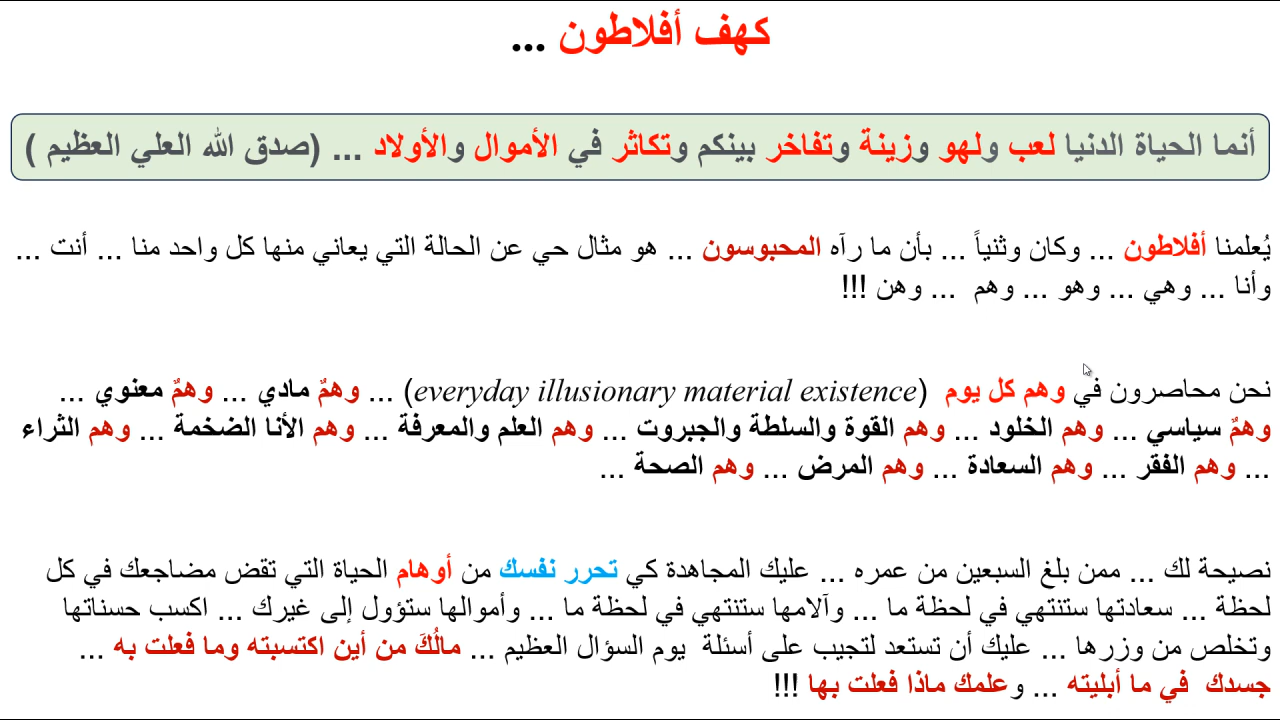 كهف أفلاطون ...
أنما الحياة الدنيا لعب ولهو وزينة وتفاخر بينكم وتكاثر في الأموال والأولاد ... (صدق الله العلي العظيم )
يُعلمنا أفلاطون ... وكان وثنياً ... بأن ما رآه المحبوسون ... هو مثال حي عن الحالة التي يعاني منها كل واحد منا ... أنت ...
وأنا ... وهي ... وهو ... وهم ... وهن !!!
نحن محاصرون في وهم كل يوم (everyday illusionary material existence) ... وهمٌ مادي ... وهمٌ معنوي ...
وهمٌ سياسي ... وهم الخلود ... وهم القوة والسلطة والجبروت ... وهم العلم والمعرفة ... وهم الأنا الضخمة ... وهم الثراء
... وهم الفقر ... وهم السعادة ... وهم المرض ... وهم الصحة ...
نصيحة لك ... ممن بلغ السبعين من عمره ... عليك المجاهدة كي تحرر نفسك من أوهام الحياة التي تقض مضاجعك في كل
لحظة ... سعادتها ستنتهي في لحظة ما ... وآلامها ستنتهي في لحظة ما ... وأموالها ستؤول إلى غيرك ... اكسب حسناتها
وتخلص من وزرها ... عليك أن تستعد لتجيب على أسئلة يوم السؤال العظيم ... مالُكَ من أين اكتسبته وما فعلت به ...
جسدك في ما أبليته ... وعلمك ماذا فعلت بها !!!